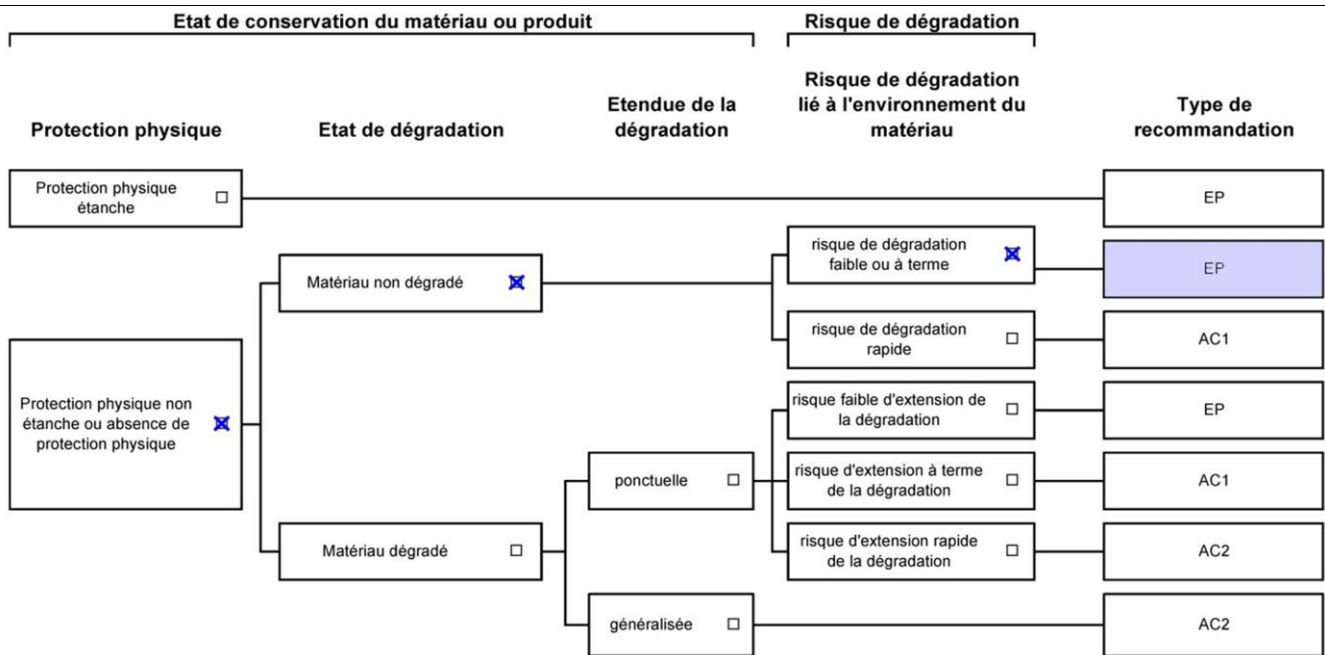 Etat de conservation du matériau ou produit
Risque de dégradation
Protection physique
Etat de dégradation
Etendue de la
dégradation
Risque de dégradation
lié à l'environnement du
matériau
Type de
recommandation
Protection physique
étanche
EP
risque de dégradation
faible ou à terme
EP
Matériau non dégradé
risque de dégradation
rapide
AC1
Protection physique non
étanche ou absence de
protection physique
risque faible d'extension de
la dégradation
EP
ponctuelle
risque d'extension à terme
de la dégradation
AC1
Matériau dégradé
risque d'extension rapide
de la dégradation
AC2
généralisée
AC2